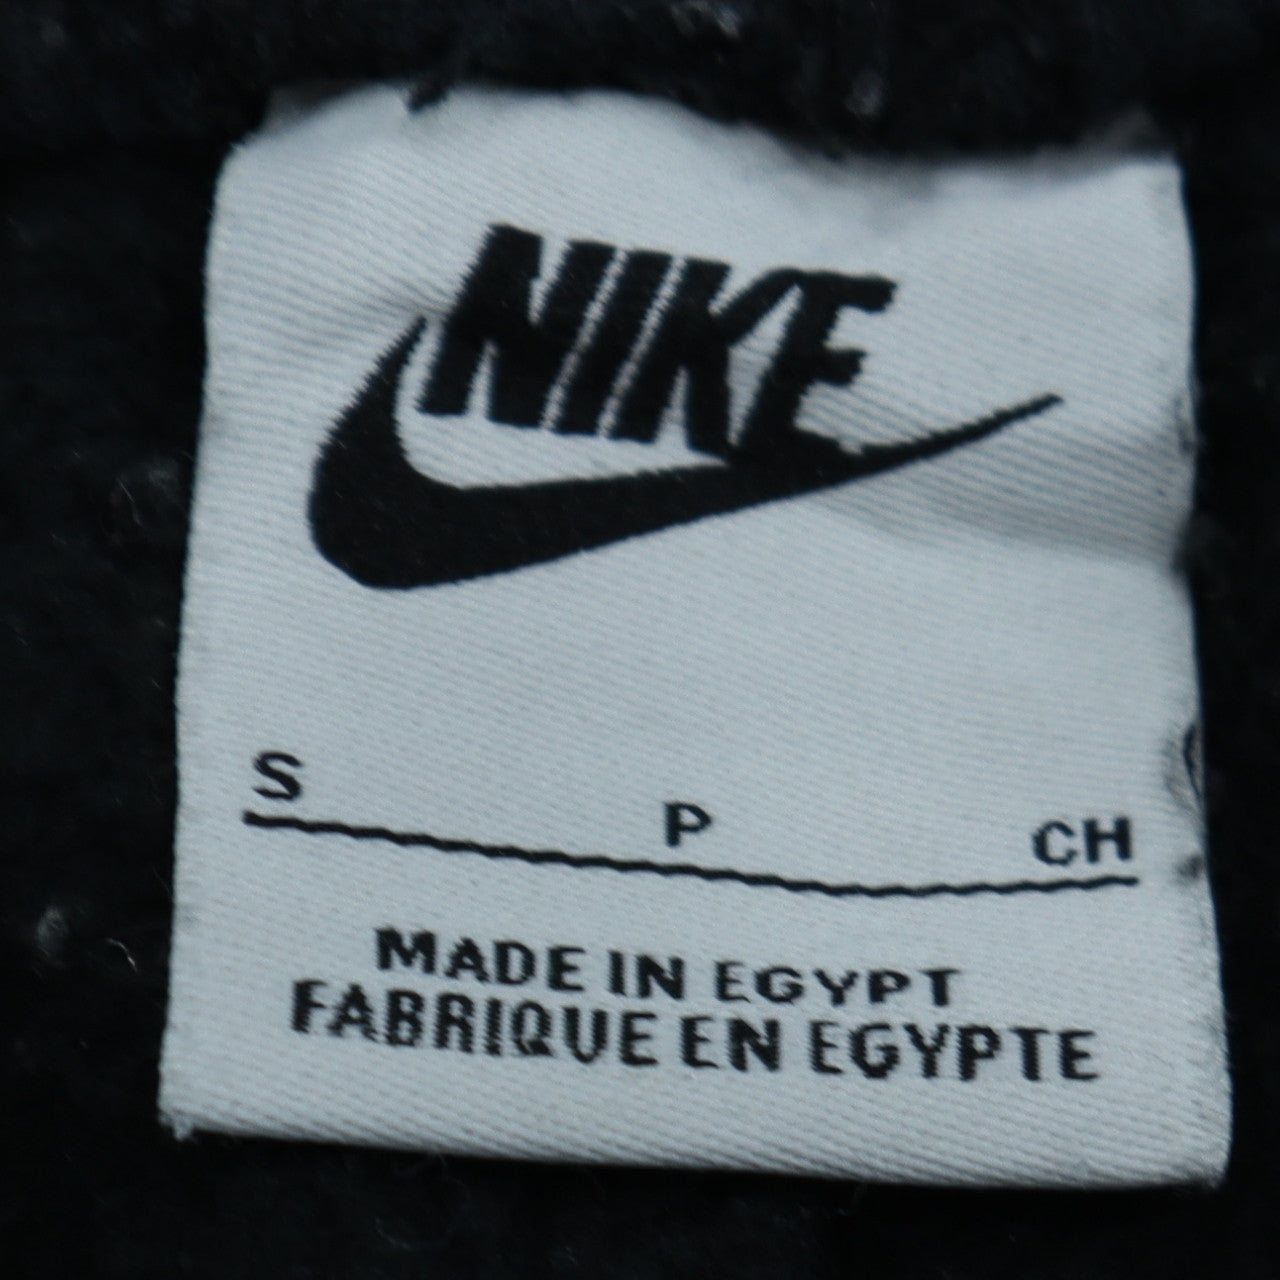 NIKE
S P CH
MADE IN EGYPT
FABRIQUE EN EGYPTE